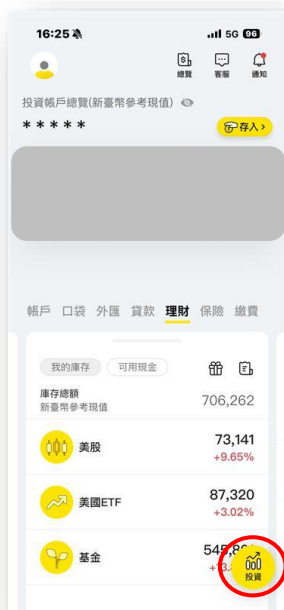 16:25
5G 96
總覽 客服 通知
投資帳戶總覽(新臺幣參考現值)
* * * * *
存入 >
帳戶 口袋 外匯 貸款 理財 保險 繳費
我的庫存 可用現金
庫存總額
新臺幣參考現值
706,262
美股
73,141
+9.65%
美國ETF
87,320
+3.02%
基金
投資